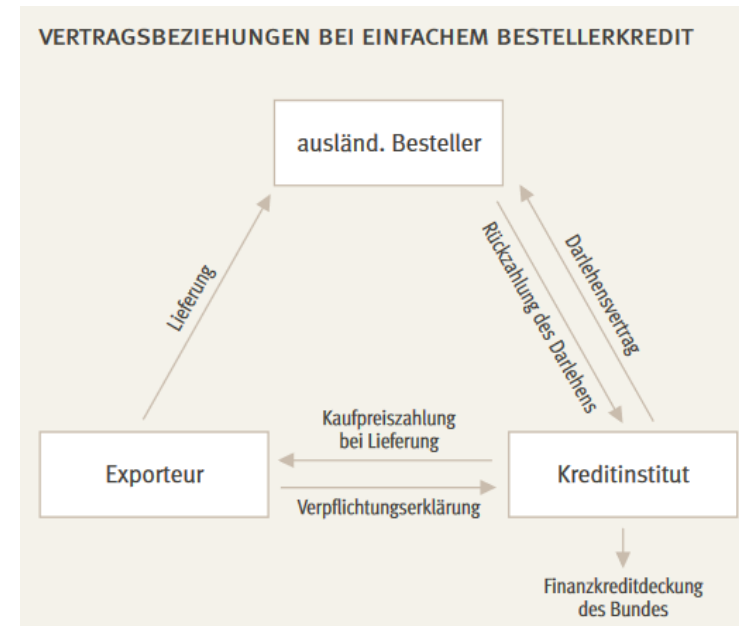 VERTRAGSBEZIEHUNGEN BEI EINFACHEM BESTELLERKREDIT
ausländ. Besteller
Lieferung
Rückzahlung des Darlehens
Darlehensvertrag
Kaufpreiszahlung
bei Lieferung
Exporteur
Kreditinstitut
Verpflichtungserklärung
Finanzkreditdeckung
des Bundes